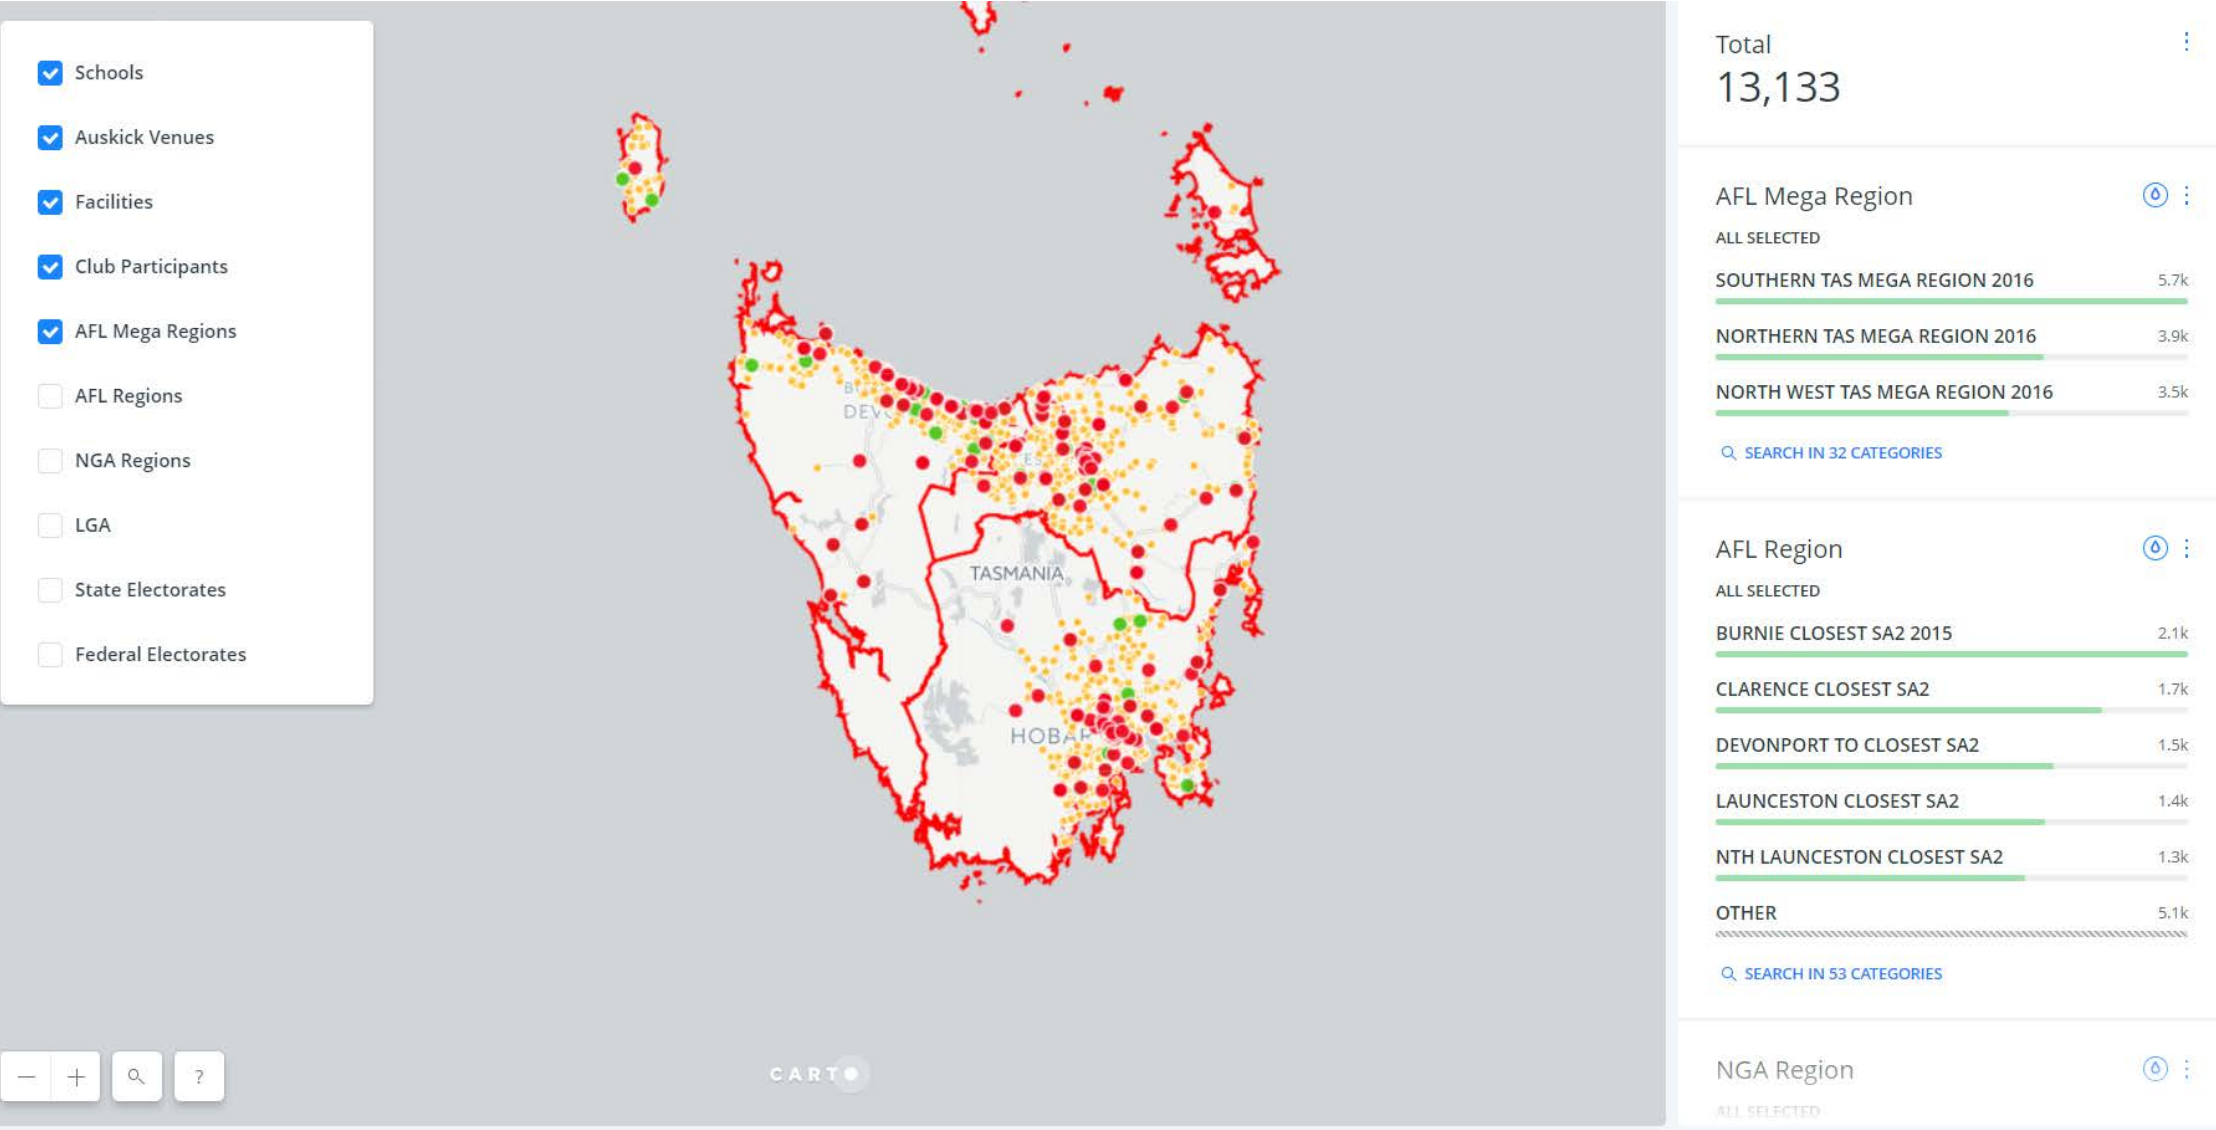 Schools
Auskick Venues
Facilities
Club Participants
AFL Mega Regions
AFL Regions
NGA Regions
LGA
State Electorates
Federal Electorates
TASMANIA
?
CARTO
Total
13,133
AFL Mega Region
ALL SELECTED
SOUTHERN TAS MEGA REGION 2016 5.7k
NORTHERN TAS MEGA REGION 2016 3.9k
NORTH WEST TAS MEGA REGION 2016 3.5k
SEARCH IN 32 CATEGORIES
AFL Region
ALL SELECTED
BURNIE CLOSEST SA2 2015 2.1k
CLARENCE CLOSEST SA2 1.7k
DEVONPORT TO CLOSEST SA2 1.5k
LAUNCESTON CLOSEST SA2 1.4k
NTH LAUNCESTON CLOSEST SA2 1.3k
OTHER 5.1k
SEARCH IN 53 CATEGORIES
NGA Region
ALL SELECTED